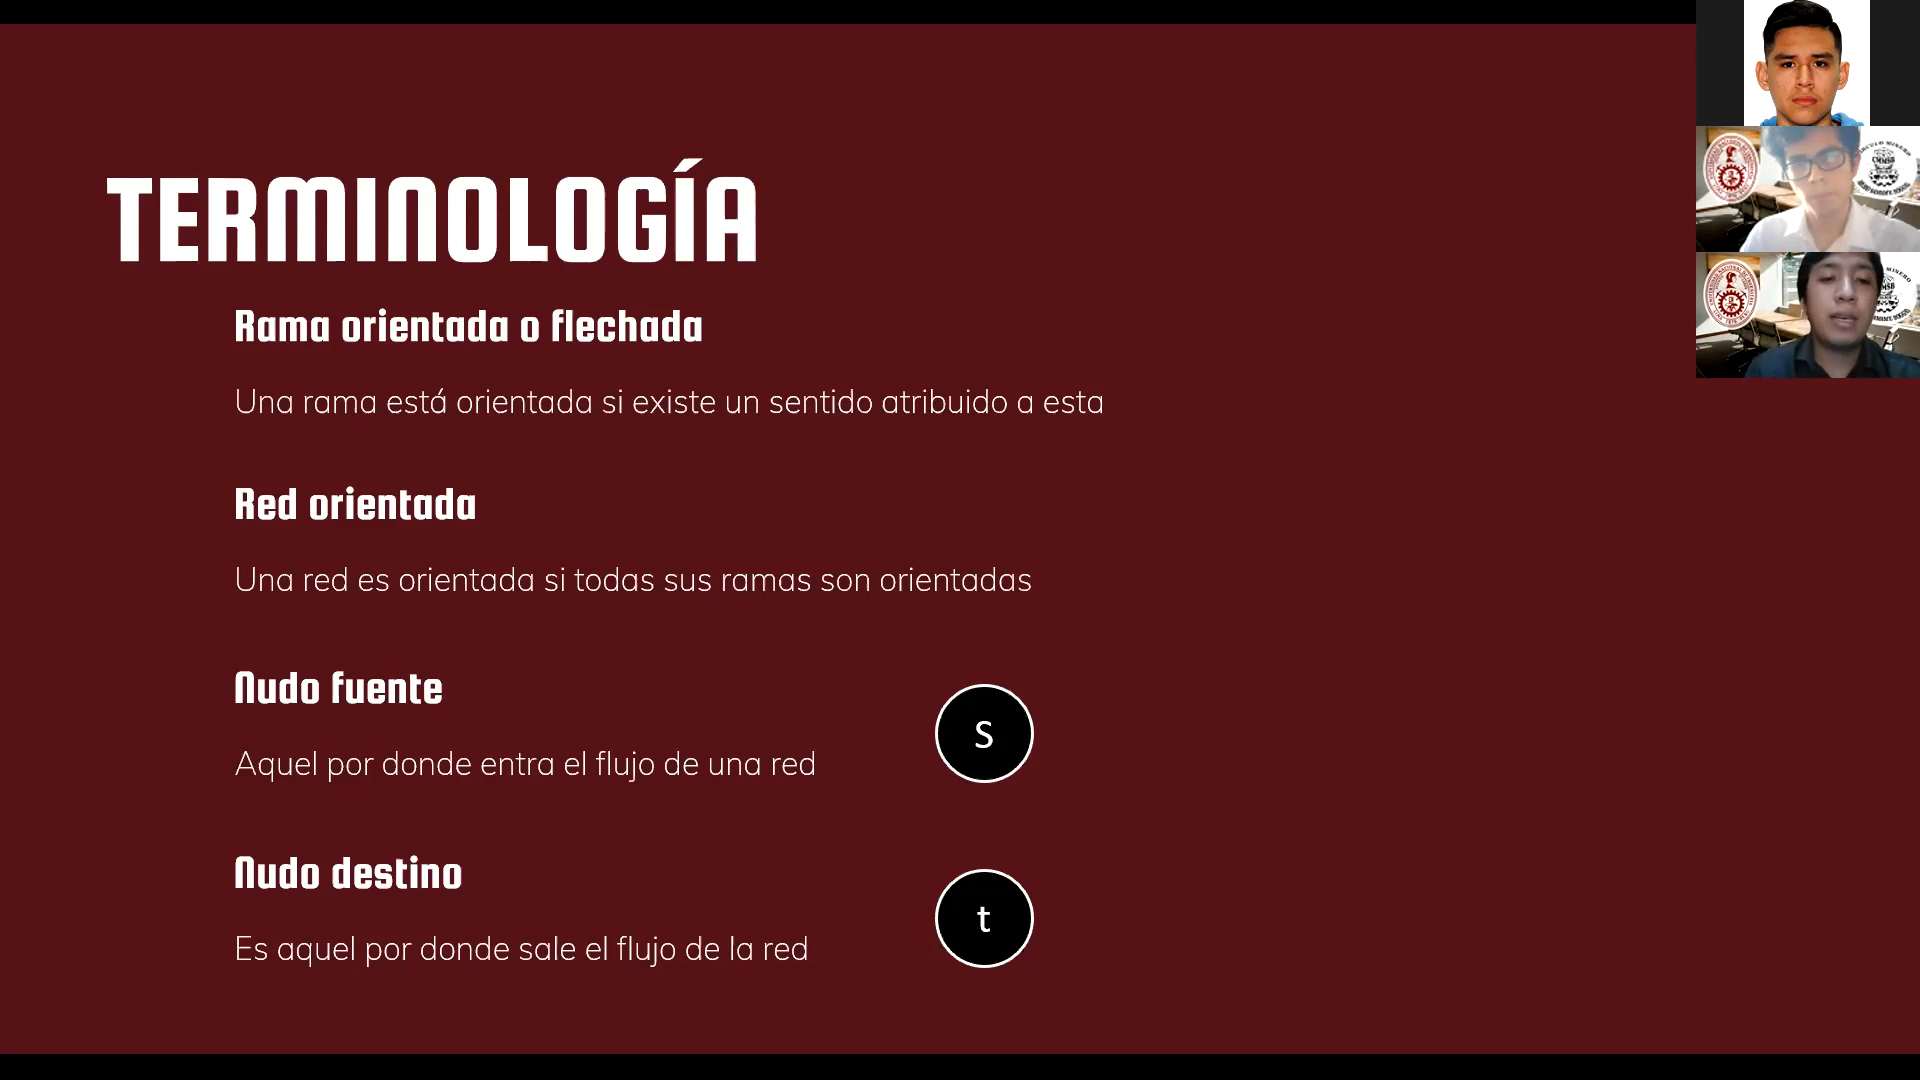 TERMINOLOGÍA
Rama orientada o flechada
Una rama está orientada si existe un sentido atribuido a esta
Red orientada
Una red es orientada si todas sus ramas son orientadas
Nudo fuente
Aquel por donde entra el flujo de una red
S
Nudo destino
Es aquel por donde sale el flujo de la red
t